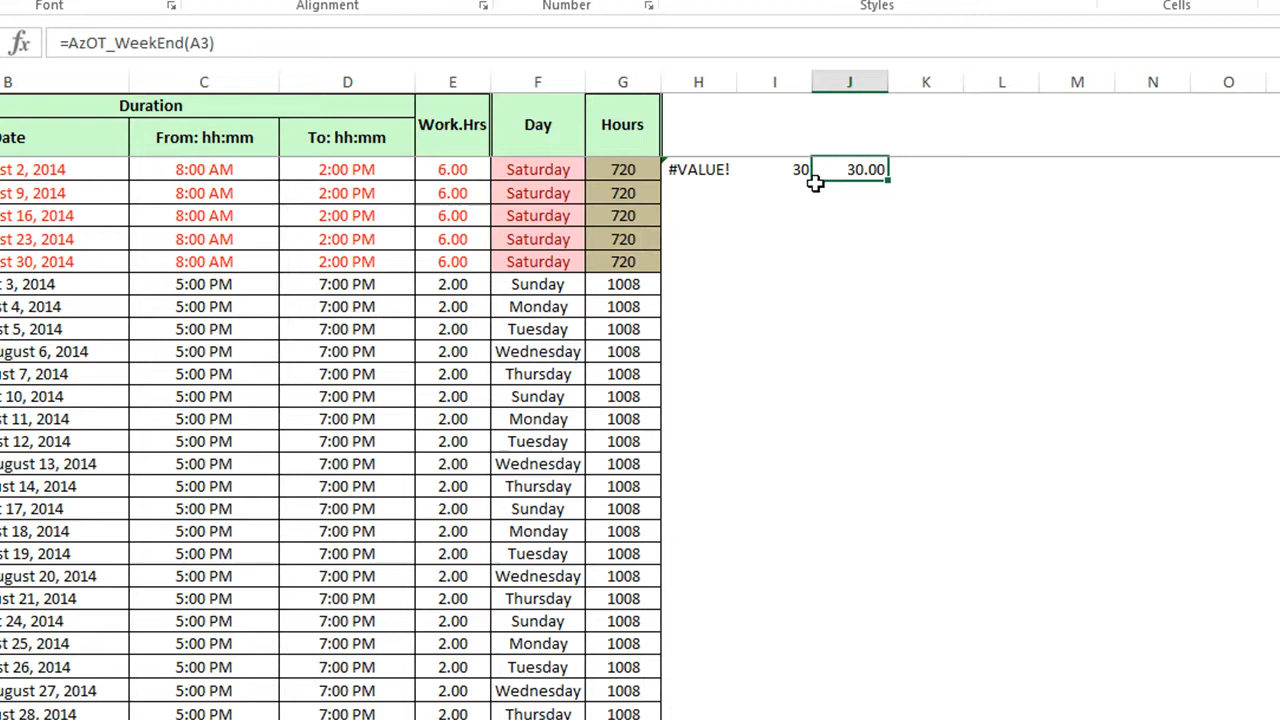 Font Alignment Number Styles Cells
fx =AzOT_WeekEnd(A3)
B C D E F G H I J K L M N O
Duration Work.Hrs Day Hours
From: hh:mm To: hh:mm
st 2, 2014 8:00 AM 2:00 PM 6.00 Saturday 720 #VALUE! 30 30.00
st 9, 2014 8:00 AM 2:00 PM 6.00 Saturday 720
st 16, 2014 8:00 AM 2:00 PM 6.00 Saturday 720
st 23, 2014 8:00 AM 2:00 PM 6.00 Saturday 720
st 30, 2014 8:00 AM 2:00 PM 6.00 Saturday 720
t 3, 2014 5:00 PM 7:00 PM 2.00 Sunday 1008
st 4, 2014 5:00 PM 7:00 PM 2.00 Monday 1008
st 5, 2014 5:00 PM 7:00 PM 2.00 Tuesday 1008
ugust 6, 2014 5:00 PM 7:00 PM 2.00 Wednesday 1008
st 7, 2014 5:00 PM 7:00 PM 2.00 Thursday 1008
t 10, 2014 5:00 PM 7:00 PM 2.00 Sunday 1008
st 11, 2014 5:00 PM 7:00 PM 2.00 Monday 1008
st 12, 2014 5:00 PM 7:00 PM 2.00 Tuesday 1008
ugust 13, 2014 5:00 PM 7:00 PM 2.00 Wednesday 1008
st 14, 2014 5:00 PM 7:00 PM 2.00 Thursday 1008
t 17, 2014 5:00 PM 7:00 PM 2.00 Sunday 1008
st 18, 2014 5:00 PM 7:00 PM 2.00 Monday 1008
st 19, 2014 5:00 PM 7:00 PM 2.00 Tuesday 1008
ugust 20, 2014 5:00 PM 7:00 PM 2.00 Wednesday 1008
st 21, 2014 5:00 PM 7:00 PM 2.00 Thursday 1008
t 24, 2014 5:00 PM 7:00 PM 2.00 Sunday 1008
st 25, 2014 5:00 PM 7:00 PM 2.00 Monday 1008
st 26, 2014 5:00 PM 7:00 PM 2.00 Tuesday 1008
ugust 27, 2014 5:00 PM 7:00 PM 2.00 Wednesday 1008
st 28, 2014 5:00 PM 7:00 PM 2.00 Thursday 1008